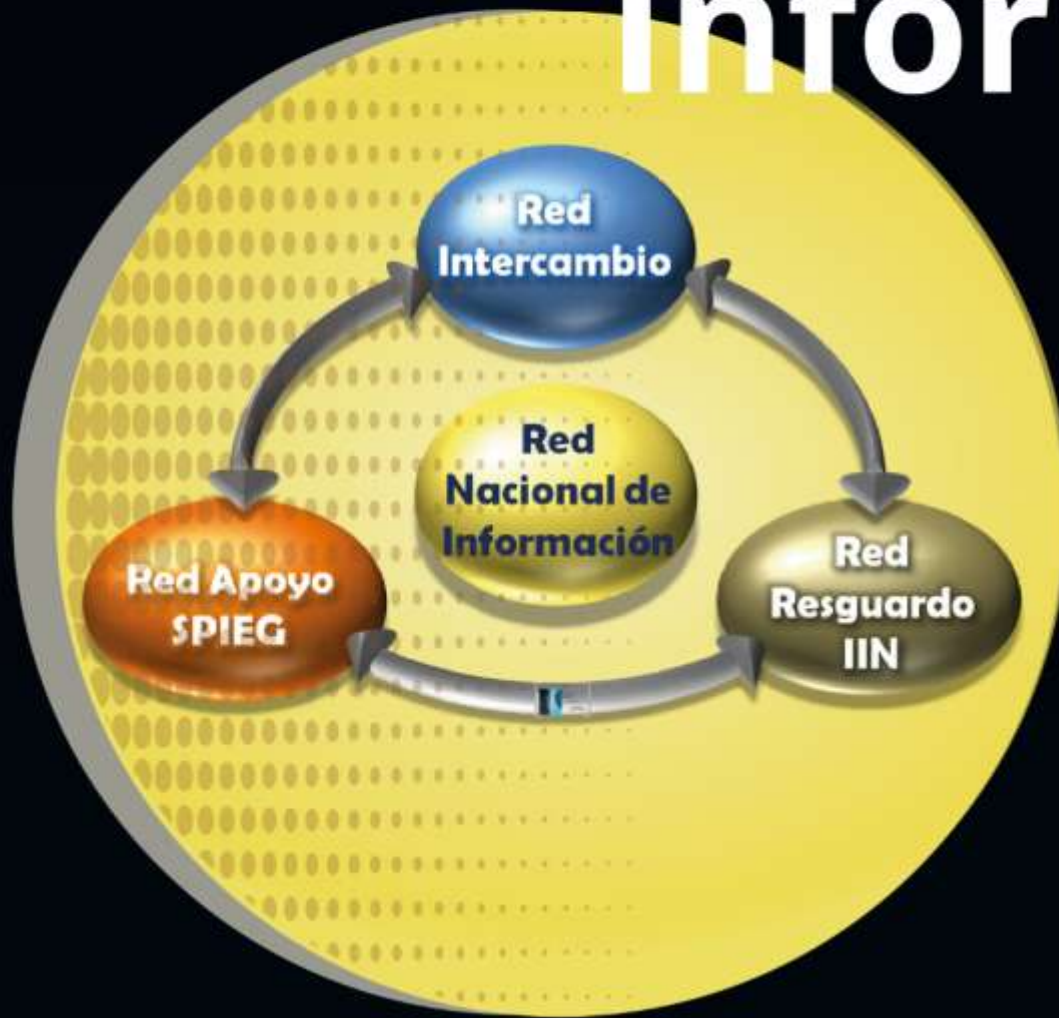 Infor
Red
Intercambio
Red
Nacional de
Información
Red Apoyo
SPIEG
Red
Resguardo
IIN